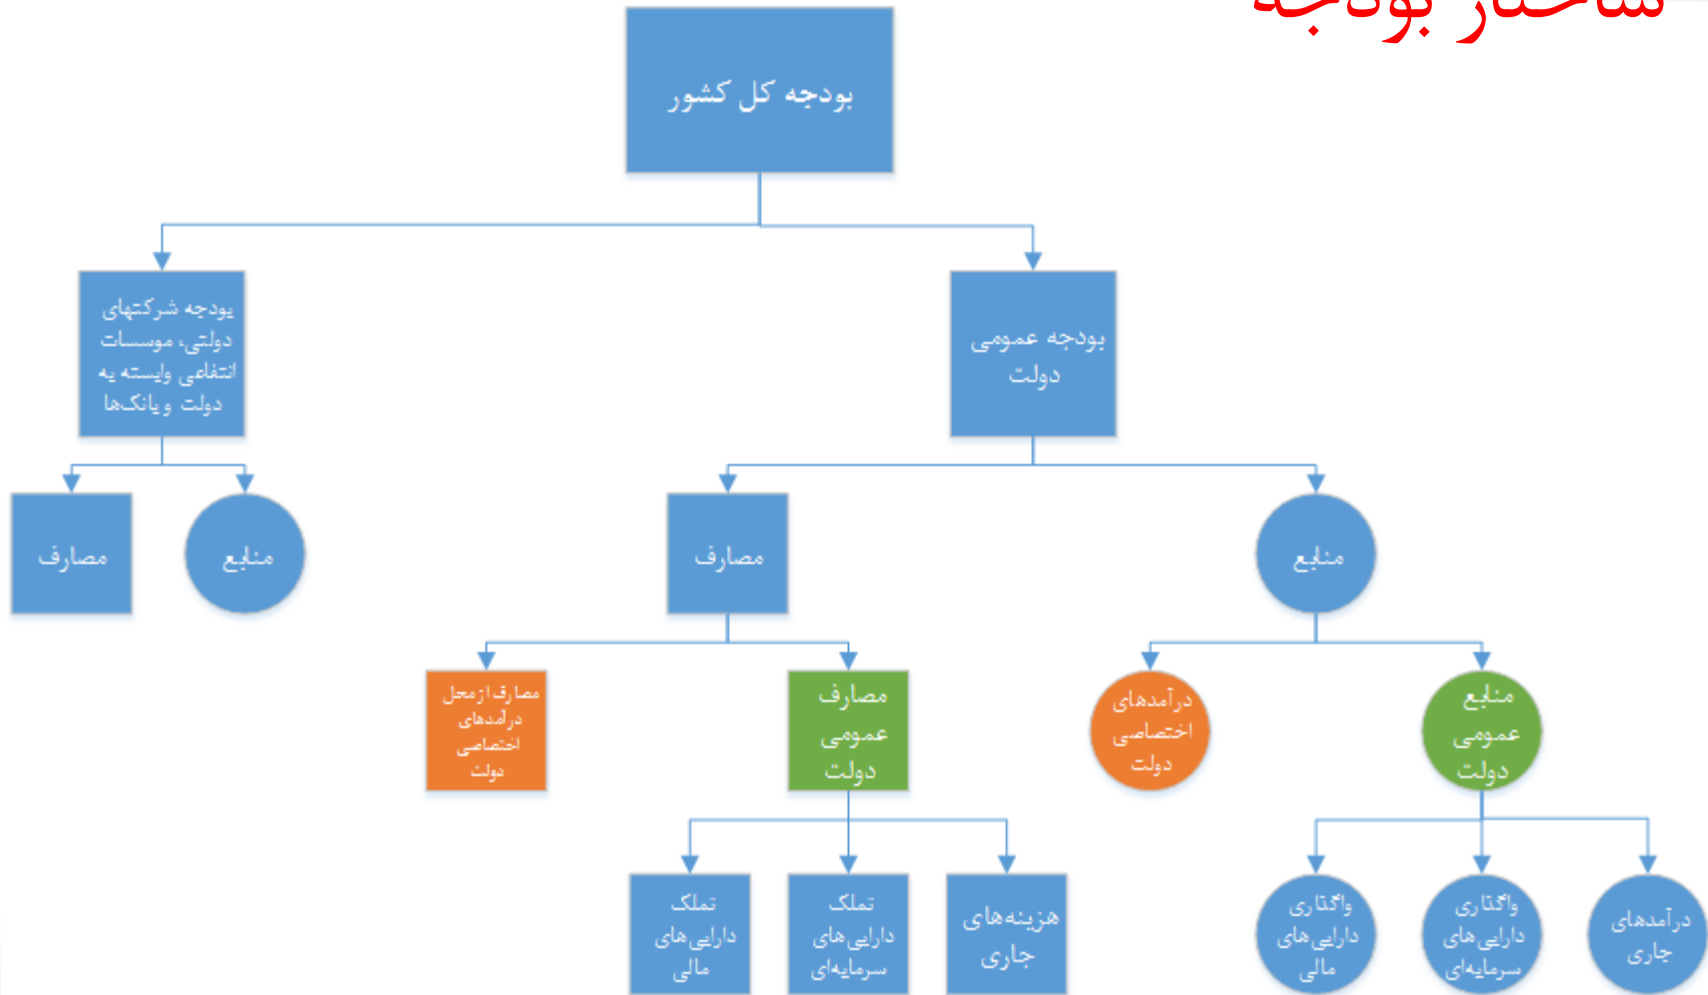 ساختار بودجه
بودجه کل کشور
بودجه عمومی
دولت
بودجه شرکتهای
دولتی، موسسات
انتفاعی وابسته به
دولت و بانک‌ها
منابع
مصارف
منابع
مصارف
منابع
عمومی
دولت
درآمدهای
اختصاصی
دولت
مصارف
عمومی
دولت
مصارف از محل
درآمدهای
اختصاصی
دولت
درآمدهای
جاری
واگذاری
دارایی‌های
سرمایه‌ای
واگذاری
دارایی‌های
مالی
هزینه‌های
جاری
تملک
دارایی‌های
سرمایه‌ای
تملک
دارایی‌های
مالی